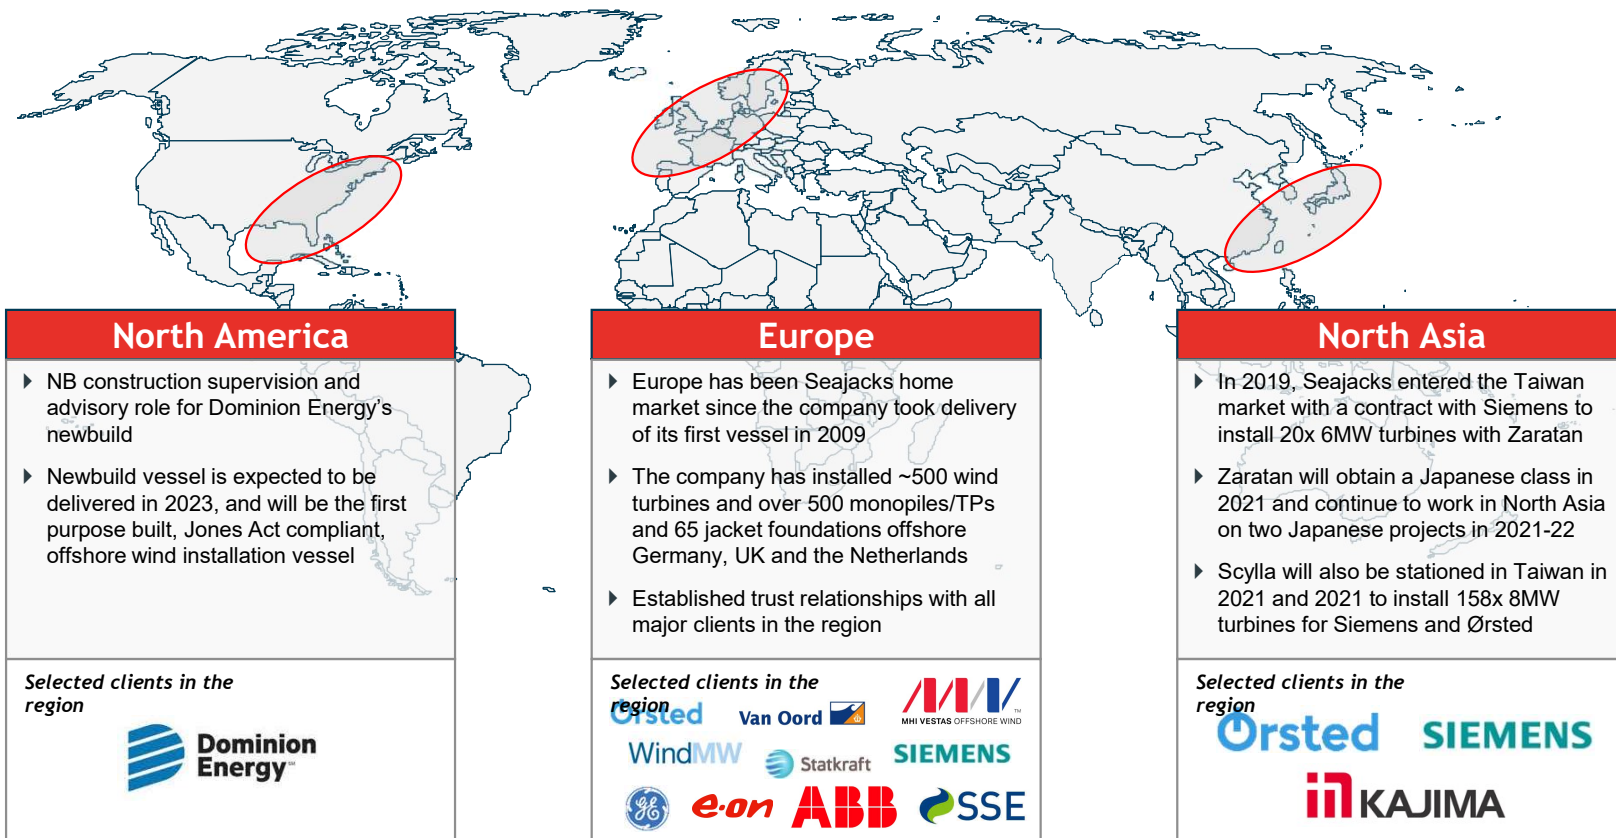 North America
NB construction supervision and
advisory role for Dominion Energy's
newbuild
Newbuild vessel is expected to be
delivered in 2023, and will be the first
purpose built, Jones Act compliant,
offshore wind installation vessel
Selected clients in the
region
Dominion
Energy℠
Europe
Europe has been Seajacks home
market since the company took delivery
of its first vessel in 2009
The company has installed ~500 wind
turbines and over 500 monopiles/TPs
and 65 jacket foundations offshore
Germany, UK and the Netherlands
Established trust relationships with all
major clients in the region
Selected clients in the
region
Ørsted
Van Oord
MHI VESTAS OFFSHORE WIND™
WindMW
Statkraft
SIEMENS
GE
e·on
ABB
SSE
North Asia
In 2019, Seajacks entered the Taiwan
market with a contract with Siemens to
install 20x 6MW turbines with Zaratan
Zaratan will obtain a Japanese class in
2021 and continue to work in North Asia
on two Japanese projects in 2021-22
Scylla will also be stationed in Taiwan in
2021 and 2021 to install 158x 8MW
turbines for Siemens and Ørsted
Selected clients in the
region
Ørsted
SIEMENS
KAJIMA